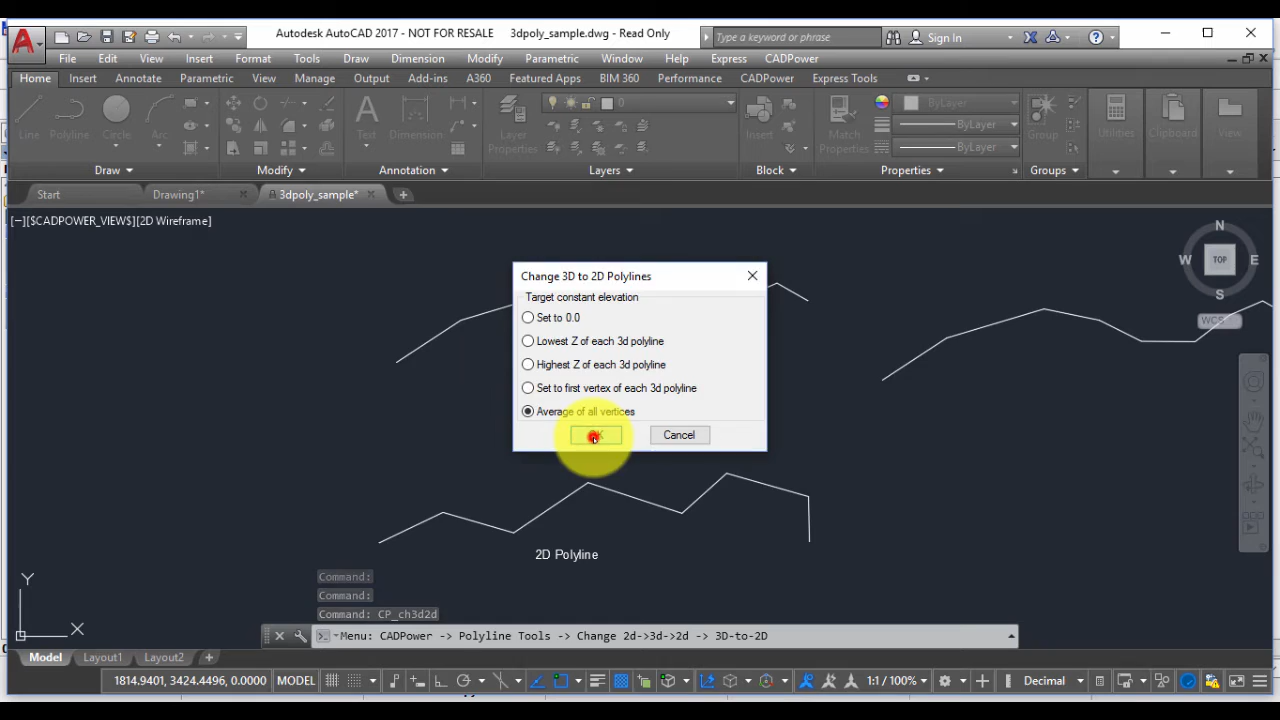 Autodesk AutoCAD 2017 - NOT FOR RESALE 3dpoly_sample.dwg - Read Only
Type a keyword or phrase
Sign In
File Edit View Insert Format Tools Draw Dimension Modify Parametric Window Help Express CADPower
Home Insert Annotate Parametric View Manage Output Add-ins A360 Featured Apps BIM 360 Performance CADPower Express Tools
Line Polyline Circle Arc Text Dimension Layer Properties 0 Insert Match Properties ByLayer ByLayer ByLayer Group Utilities Clipboard View
Draw Modify Annotation Layers Block Properties Groups
Start Drawing1* 3dpoly_sample*
[−][$CADPOWER_VIEW$][2D Wireframe]
N
W TOP E
S
WCS
Change 3D to 2D Polylines
Target constant elevation
Set to 0.0
Lowest Z of each 3d polyline
Highest Z of each 3d polyline
Set to first vertex of each 3d polyline
Average of all vertices
Cancel
2D Polyline
Y
X
Command:
Command:
Command: CP_ch3d2d
Menu: CADPower -> Polyline Tools -> Change 2d->3d->2d -> 3D-to-2D
Model Layout1 Layout2
1814.9401, 3424.4496, 0.0000 MODEL 1:1 / 100% Decimal